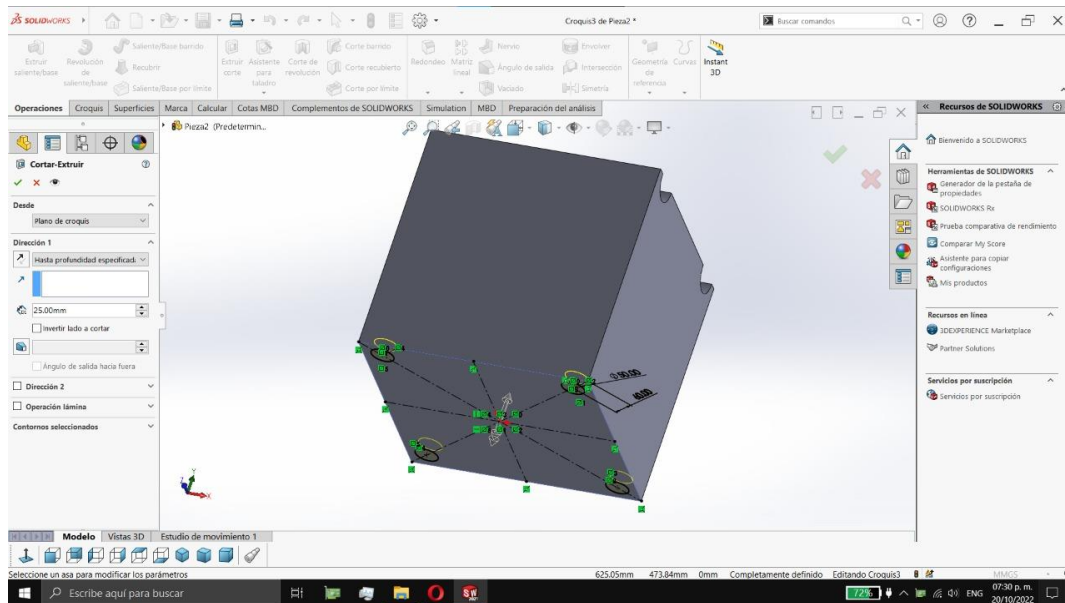 SOLIDWORKS
Croquis3 de Pieza2 *
Buscar comandos
Extruir saliente/base
Revolución de saliente/base
Saliente/Base barrido
Recubrir
Saliente/Base por límite
Extruir corte
Asistente para taladro
Corte de revolución
Corte barrido
Corte recubierto
Corte por límite
Redondeo
Matriz lineal
Nervio
Ángulo de salida
Vaciado
Envolver
Intersección
Simetría
Geometría de referencia
Curvas
Instant 3D
Operaciones
Croquis
Superficies
Marca
Calcular
Cotas MBD
Complementos de SOLIDWORKS
Simulation
MBD
Preparación del análisis
Pieza2 (Predetermin...
Cortar-Extruir
Desde
Plano de croquis
Dirección 1
Hasta profundidad especificad
25.00mm
Invertir lado a cortar
Ángulo de salida hacia fuera
Dirección 2
Operación lámina
Contornos seleccionados
60.00
Recursos de SOLIDWORKS
Bienvenido a SOLIDWORKS
Herramientas de SOLIDWORKS
Generador de la pestaña de
propiedades
SOLIDWORKS Rx
Prueba comparativa de rendimiento
Comparar My Score
Asistente para copiar
configuraciones
Mis productos
Recursos en línea
3DEXPERIENCE Marketplace
Partner Solutions
Servicios por suscripción
Servicios por suscripción
Modelo
Vistas 3D
Estudio de movimiento 1
Seleccione un asa para modificar los parámetros
625.05mm 473.84mm 0mm Completamente definido Editando Croquis3
MMGS
Escribe aquí para buscar
72%
ENG
07:30 p. m.
20/10/2022